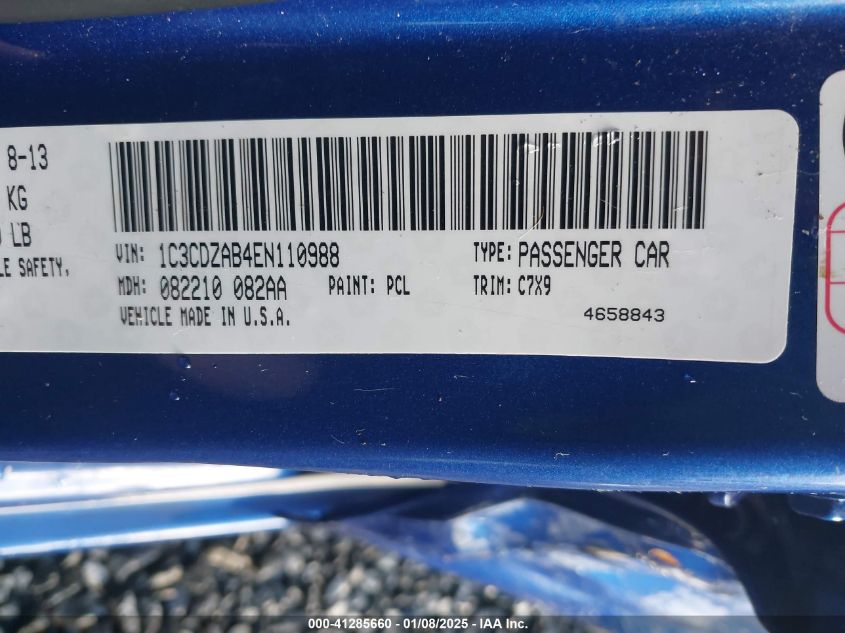 8-13
KG
LB
LE SAFETY,
VIN: 1C3CDZAB4EN110988 TYPE: PASSENGER CAR
MDH: 082210 082AA PAINT: PCL TRIM: C7X9
VEHICLE MADE IN U.S.A. 4658843
000-41285660 - 01/08/2025 - IAA Inc.